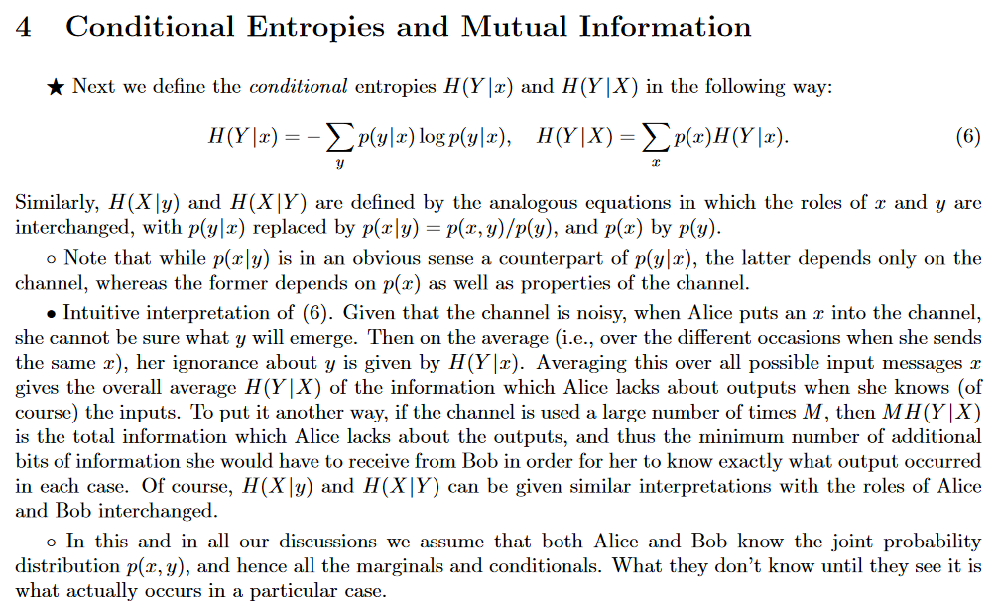 4 Conditional Entropies and Mutual Information
★ Next we define the conditional entropies H(Y|x) and H(Y|X) in the following way:
H(Y|x) = − ∑_y p(y|x) log p(y|x), H(Y|X) = ∑_x p(x)H(Y|x). (6)
Similarly, H(X|y) and H(X|Y) are defined by the analogous equations in which the roles of x and y are
interchanged, with p(y|x) replaced by p(x|y) = p(x, y)/p(y), and p(x) by p(y).
◦ Note that while p(x|y) is in an obvious sense a counterpart of p(y|x), the latter depends only on the
channel, whereas the former depends on p(x) as well as properties of the channel.
• Intuitive interpretation of (6). Given that the channel is noisy, when Alice puts an x into the channel,
she cannot be sure what y will emerge. Then on the average (i.e., over the different occasions when she sends
the same x), her ignorance about y is given by H(Y|x). Averaging this over all possible input messages x
gives the overall average H(Y|X) of the information which Alice lacks about outputs when she knows (of
course) the inputs. To put it another way, if the channel is used a large number of times M, then MH(Y|X)
is the total information which Alice lacks about the outputs, and thus the minimum number of additional
bits of information she would have to receive from Bob in order for her to know exactly what output occurred
in each case. Of course, H(X|y) and H(X|Y) can be given similar interpretations with the roles of Alice
and Bob interchanged.
◦ In this and in all our discussions we assume that both Alice and Bob know the joint probability
distribution p(x, y), and hence all the marginals and conditionals. What they don't know until they see it is
what actually occurs in a particular case.